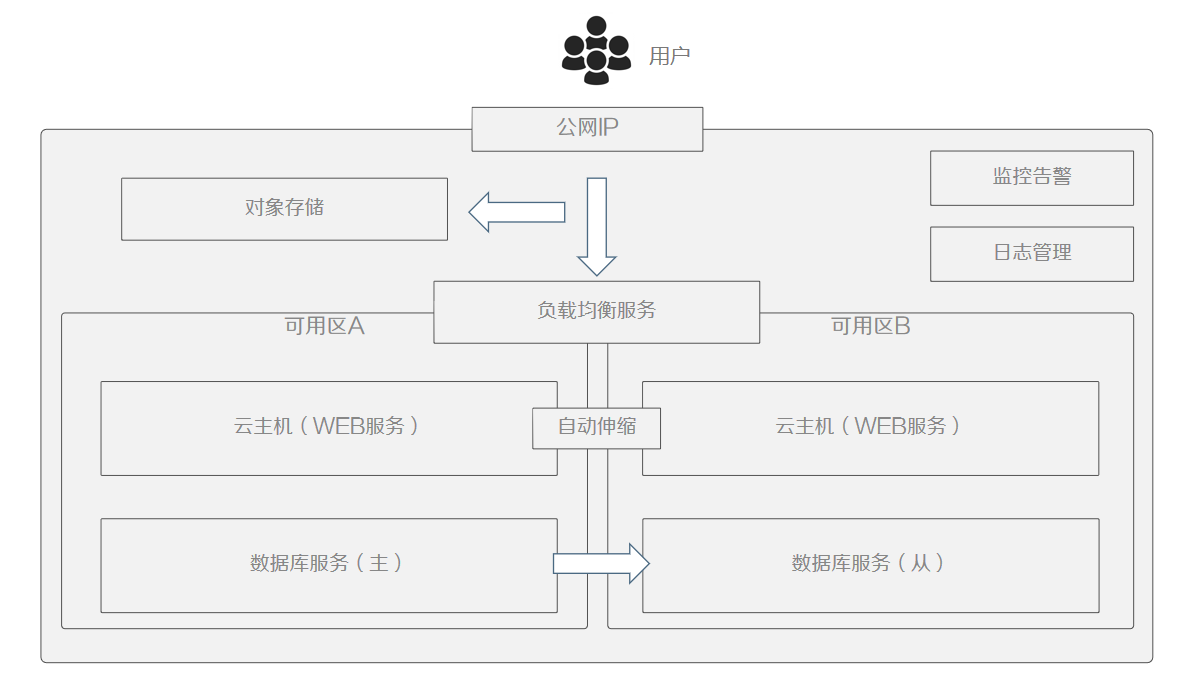 用户
公网IP
监控告警
对象存储
日志管理
负载均衡服务
可用区A
可用区B
云主机（WEB服务）
自动伸缩
云主机（WEB服务）
数据库服务（主）
数据库服务（从）